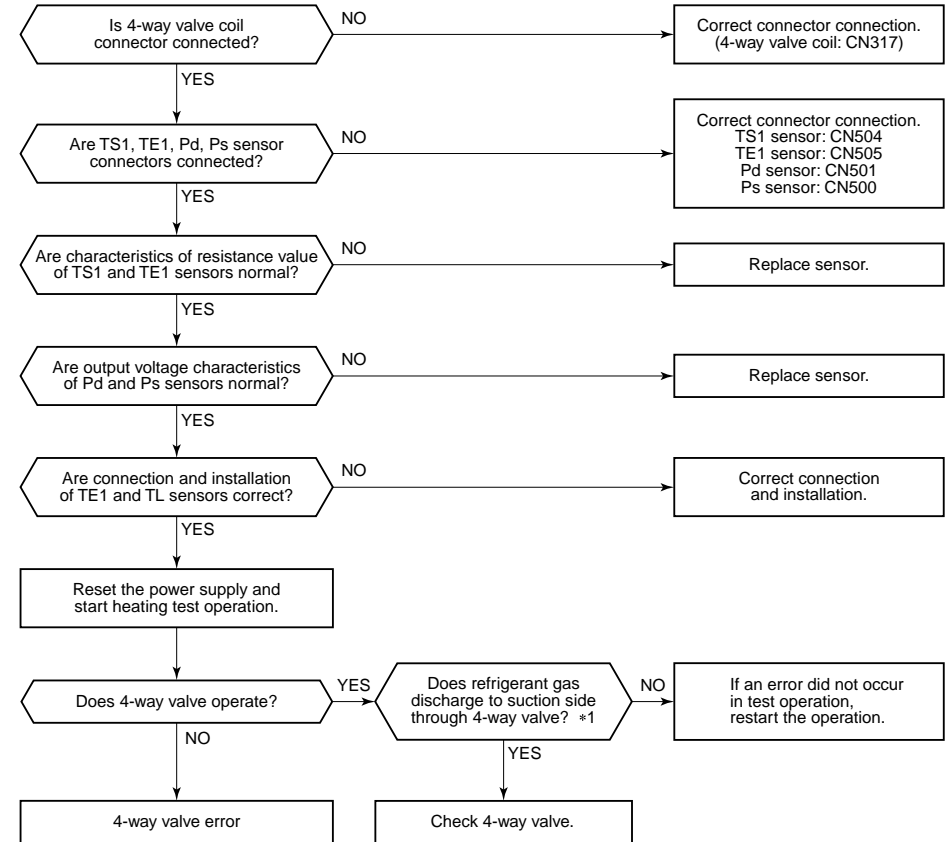 Is 4-way valve coil
connector connected?
NO
Correct connector connection.
(4-way valve coil: CN317)
YES
Are TS1, TE1, Pd, Ps sensor
connectors connected?
NO
Correct connector connection.
TS1 sensor: CN504
TE1 sensor: CN505
Pd sensor: CN501
Ps sensor: CN500
YES
Are characteristics of resistance value
of TS1 and TE1 sensors normal?
NO
Replace sensor.
YES
Are output voltage characteristics
of Pd and Ps sensors normal?
NO
Replace sensor.
YES
Are connection and installation
of TE1 and TL sensors correct?
NO
Correct connection
and installation.
YES
Reset the power supply and
start heating test operation.
Does 4-way valve operate?
YES
Does refrigerant gas
discharge to suction side
through 4-way valve? *1
NO
If an error did not occur
in test operation,
restart the operation.
NO
YES
4-way valve error
Check 4-way valve.